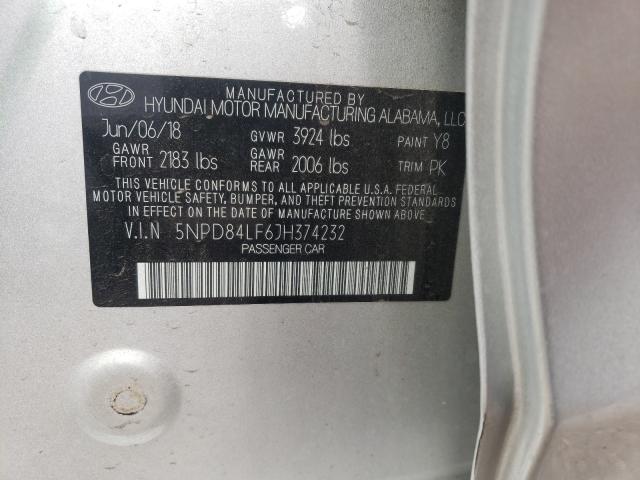 MANUFACTURED BY
HYUNDAI MOTOR MANUFACTURING ALABAMA, LLC
Jun/06/18 GVWR 3924 lbs PAINT Y8
GAWR FRONT 2183 lbs GAWR REAR 2006 lbs TRIM PK
THIS VEHICLE CONFORMS TO ALL APPLICABLE U.S.A. FEDERAL
MOTOR VEHICLE SAFETY, BUMPER, AND THEFT PREVENTION STANDARDS
IN EFFECT ON THE DATE OF MANUFACTURE SHOWN ABOVE.
V.I.N 5NPD84LF6JH374232
PASSENGER CAR